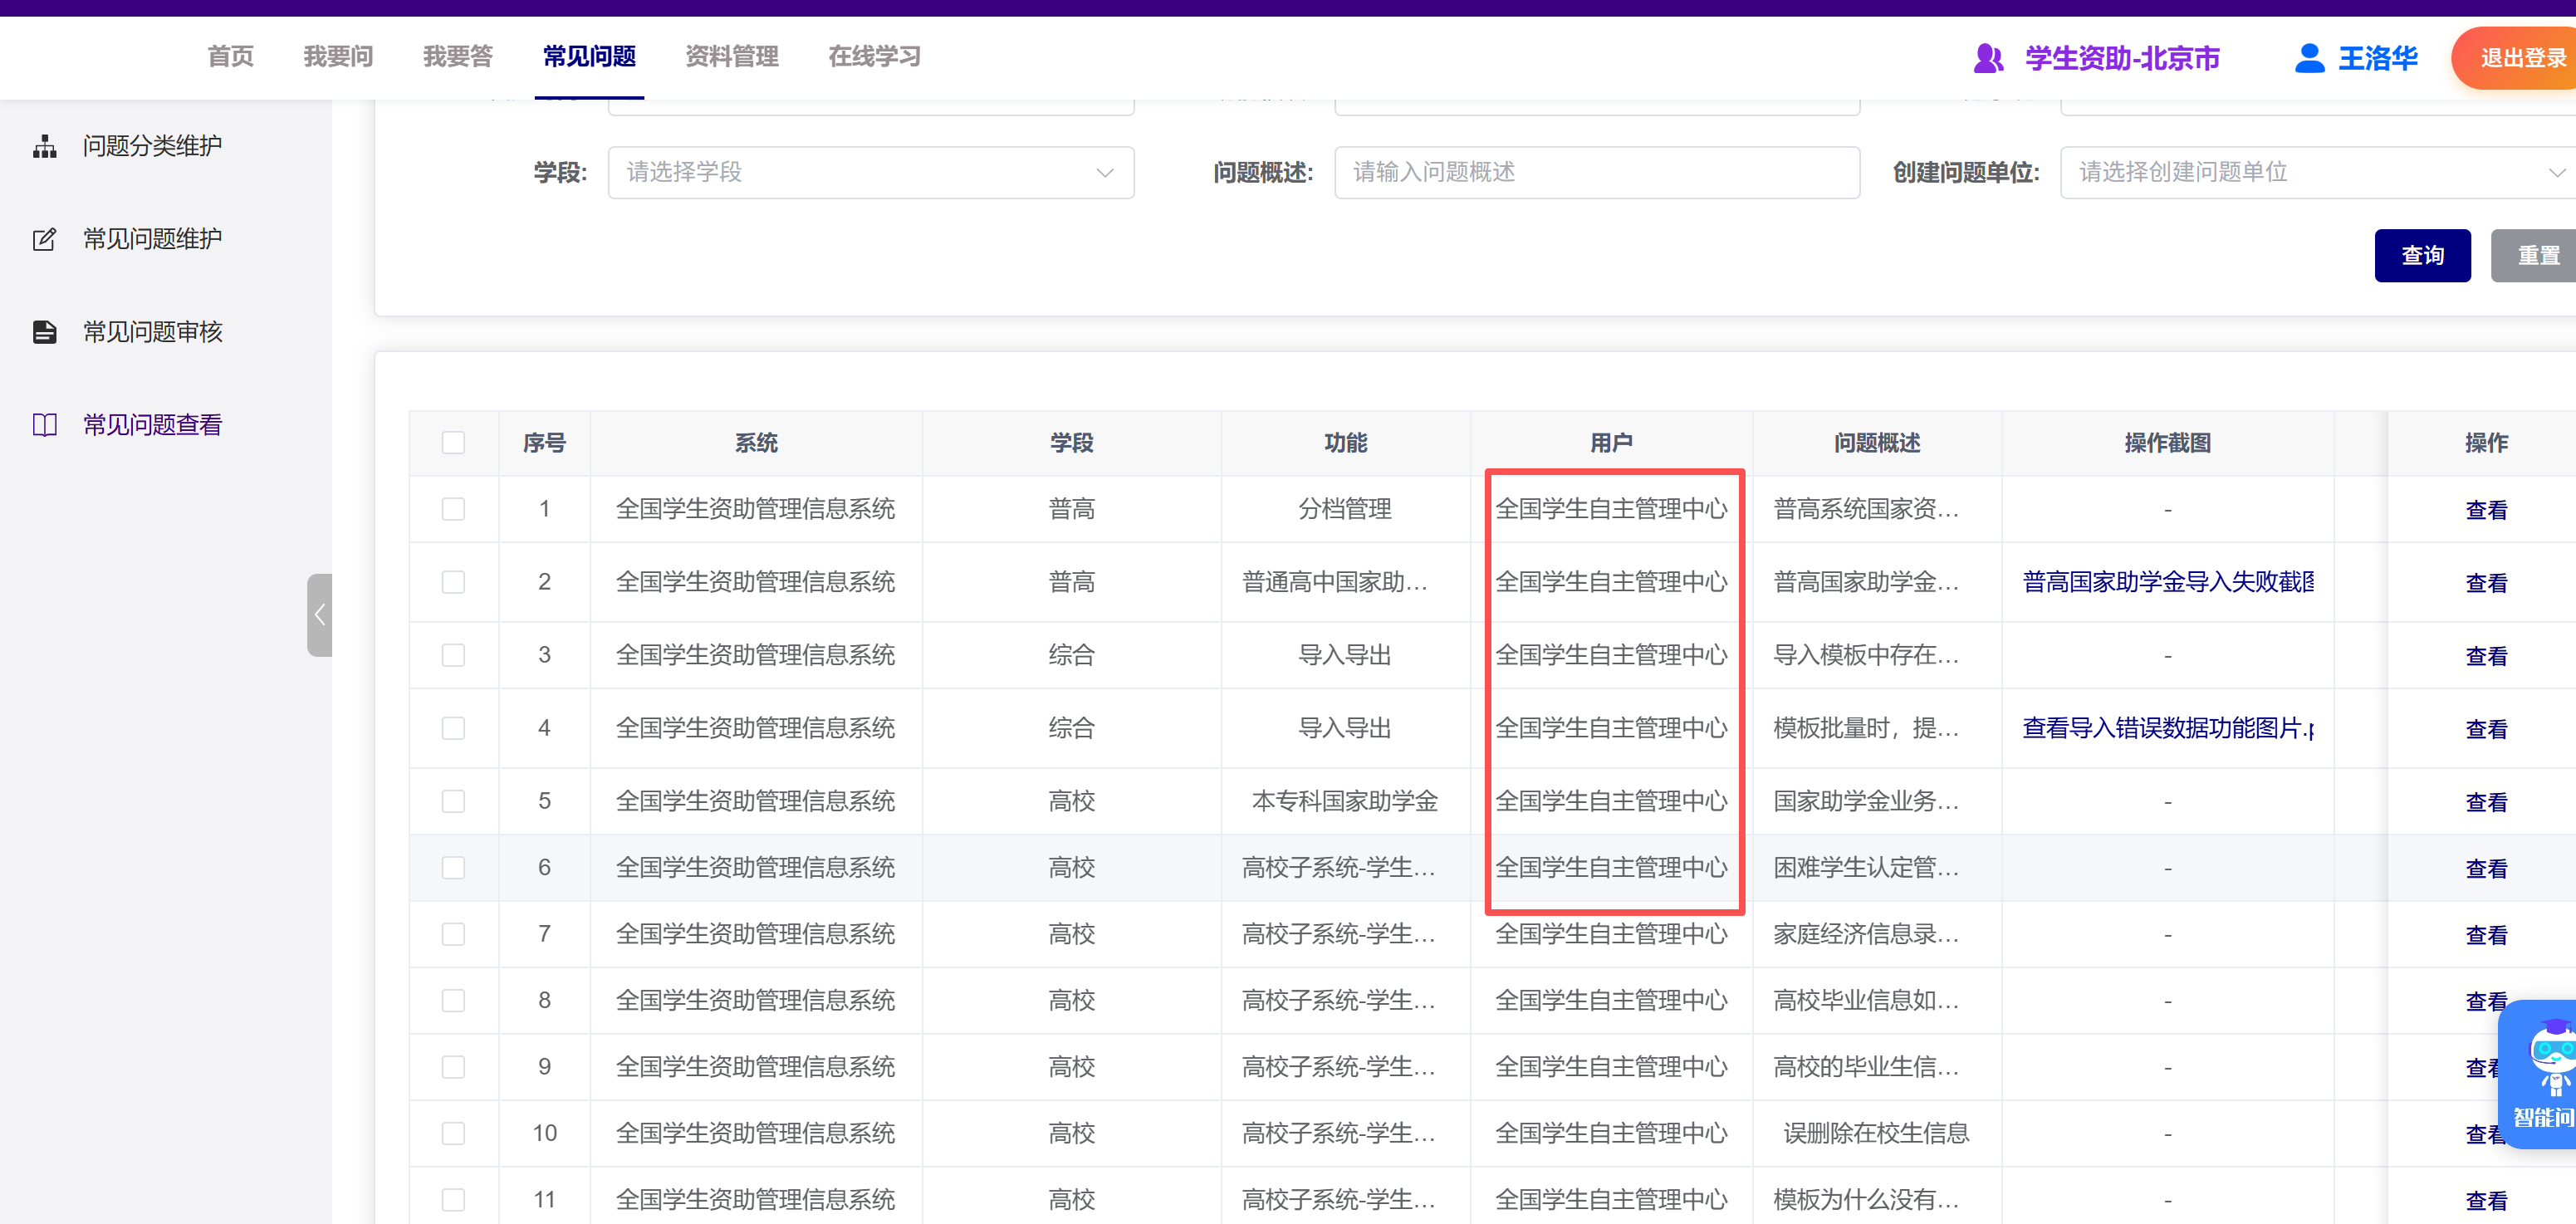 首页 我要问 我要答 常见问题 资料管理 在线学习 学生资助-北京市 王洛华 退出登录
问题分类维护
常见问题维护
常见问题审核
常见问题查看
学段: 请选择学段 问题概述: 请输入问题概述 创建问题单位: 请选择创建问题单位
查询 重置
序号 系统 学段 功能 用户 问题概述 操作截图 操作
1 全国学生资助管理信息系统 普高 分档管理 全国学生自主管理中心 普高系统国家资... - 查看
2 全国学生资助管理信息系统 普高 普通高中国家助... 全国学生自主管理中心 普高国家助学金... 普高国家助学金导入失败截图 查看
3 全国学生资助管理信息系统 综合 导入导出 全国学生自主管理中心 导入模板中存在... - 查看
4 全国学生资助管理信息系统 综合 导入导出 全国学生自主管理中心 模板批量时，提... 查看导入错误数据功能图片.p 查看
5 全国学生资助管理信息系统 高校 本专科国家助学金 全国学生自主管理中心 国家助学金业务... - 查看
6 全国学生资助管理信息系统 高校 高校子系统-学生... 全国学生自主管理中心 困难学生认定管... - 查看
7 全国学生资助管理信息系统 高校 高校子系统-学生... 全国学生自主管理中心 家庭经济信息录... - 查看
8 全国学生资助管理信息系统 高校 高校子系统-学生... 全国学生自主管理中心 高校毕业信息如... - 查看
9 全国学生资助管理信息系统 高校 高校子系统-学生... 全国学生自主管理中心 高校的毕业生信... - 查看
10 全国学生资助管理信息系统 高校 高校子系统-学生... 全国学生自主管理中心 误删除在校生信息 - 查看
11 全国学生资助管理信息系统 高校 高校子系统-学生... 全国学生自主管理中心 模板为什么没有... - 查看
智能问